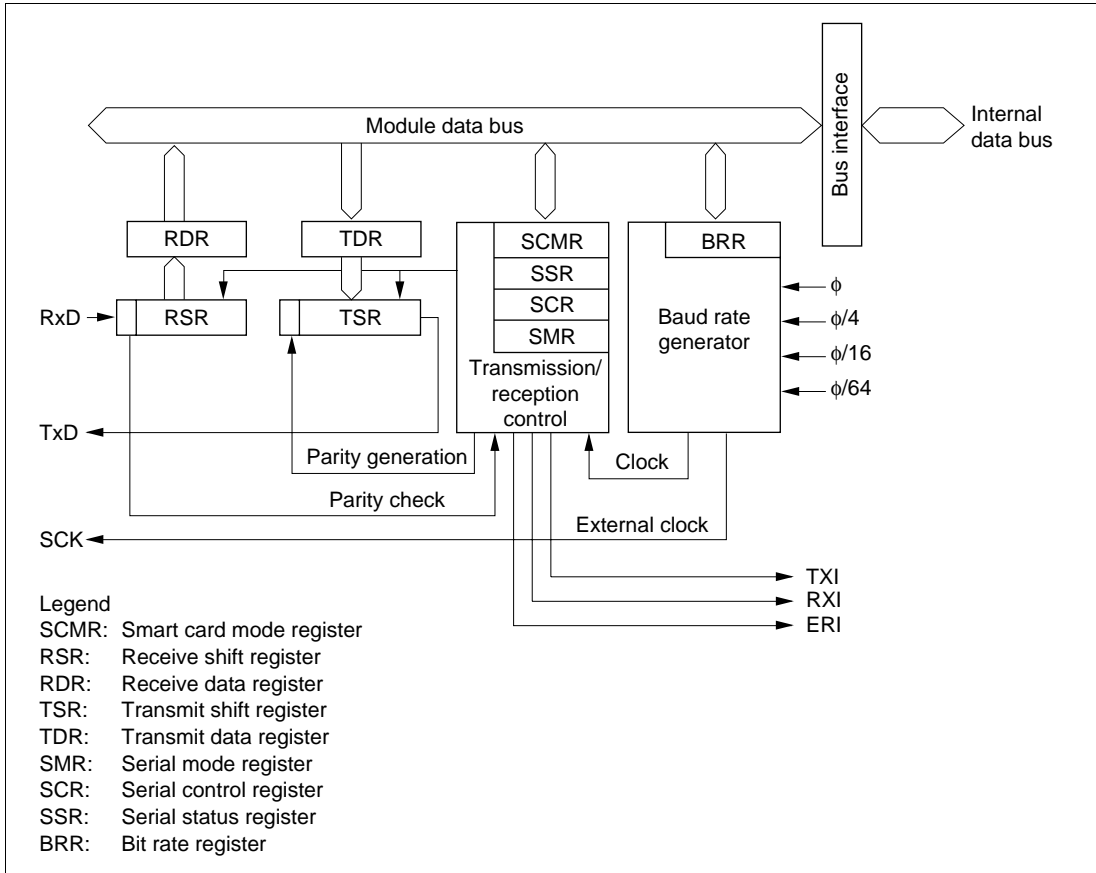 Module data bus
Bus interface
Internal
data bus
RDR
TDR
SCMR
SSR
SCR
SMR
Transmission/
reception
control
BRR
Baud rate
generator
ϕ
ϕ/4
ϕ/16
ϕ/64
RxD
RSR
TSR
TxD
Parity generation
Parity check
Clock
External clock
SCK
TXI
RXI
ERI
Legend
SCMR: Smart card mode register
RSR: Receive shift register
RDR: Receive data register
TSR: Transmit shift register
TDR: Transmit data register
SMR: Serial mode register
SCR: Serial control register
SSR: Serial status register
BRR: Bit rate register